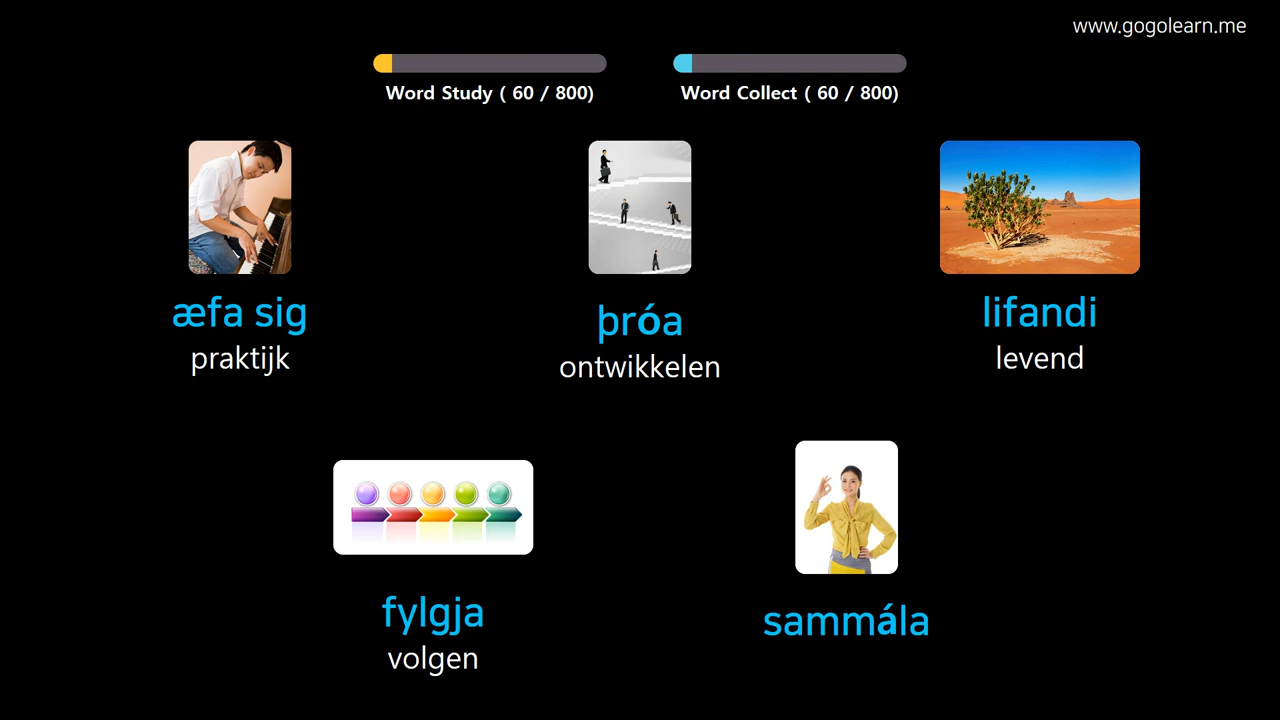 www.gogolearn.me
Word Study ( 60 / 800)
Word Collect ( 60 / 800)
æfa sig
praktijk
þróa
ontwikkelen
lifandi
levend
fylgja
volgen
sammála